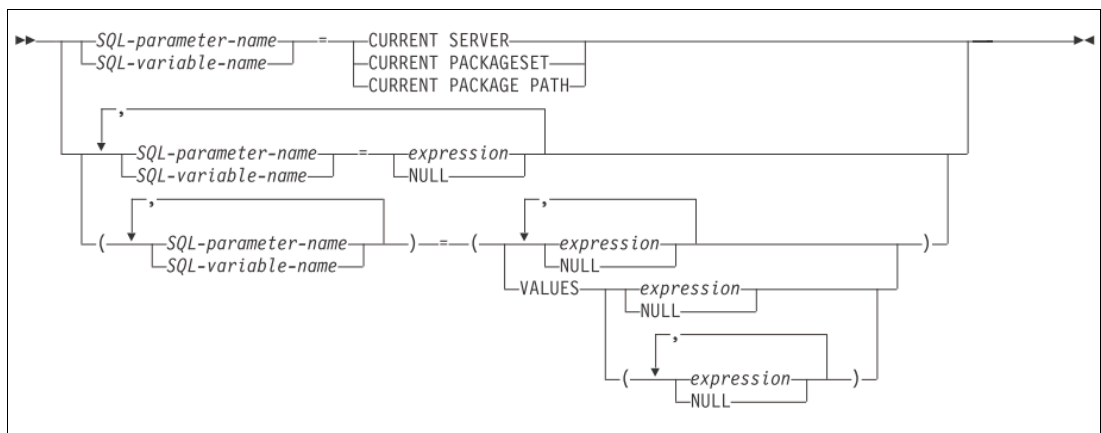 SQL-parameter-name = CURRENT SERVER
SQL-variable-name CURRENT PACKAGESET
CURRENT PACKAGE PATH
,
SQL-parameter-name = expression
SQL-variable-name NULL
, ,
( SQL-parameter-name ) = ( expression )
SQL-variable-name NULL
VALUES expression
NULL
,
( expression )
NULL